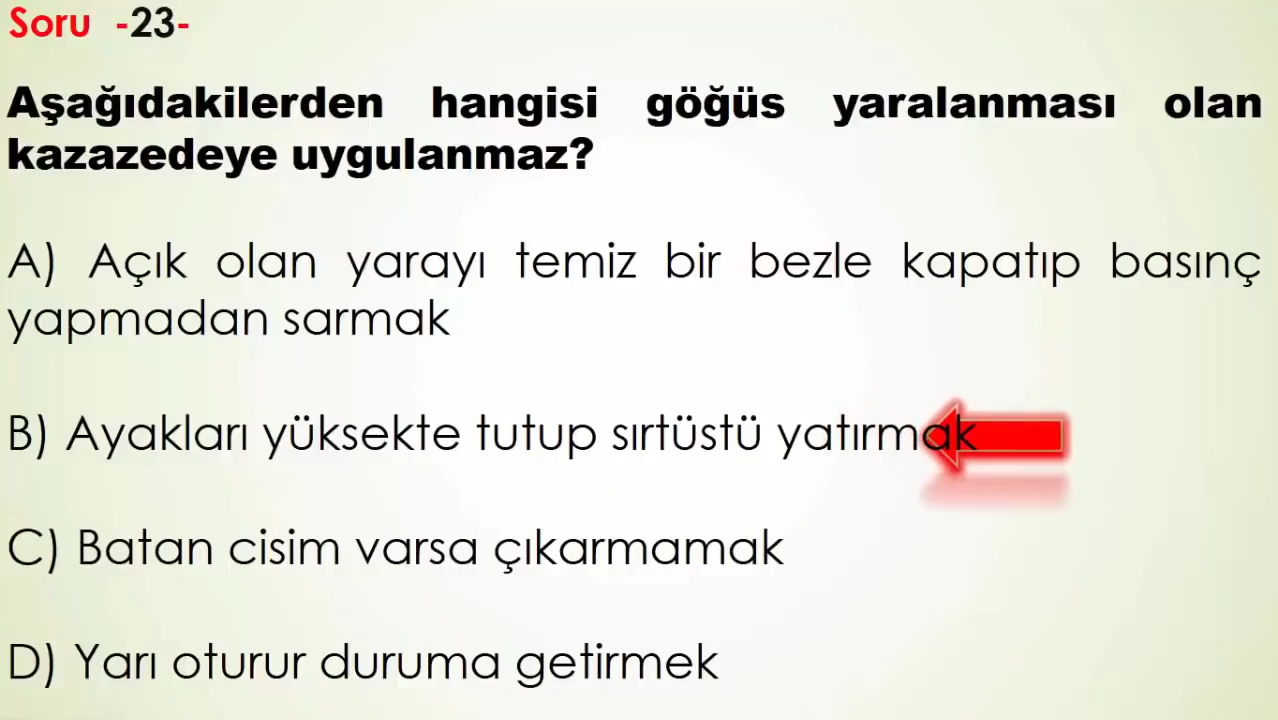 Soru -23-
Aşağıdakilerden hangisi göğüs yaralanması olan
kazazedeye uygulanmaz?
A) Açık olan yarayı temiz bir bezle kapatıp basınç
yapmadan sarmak
B) Ayakları yüksekte tutup sırtüstü yatırmak
C) Batan cisim varsa çıkarmamak
D) Yarı oturur duruma getirmek